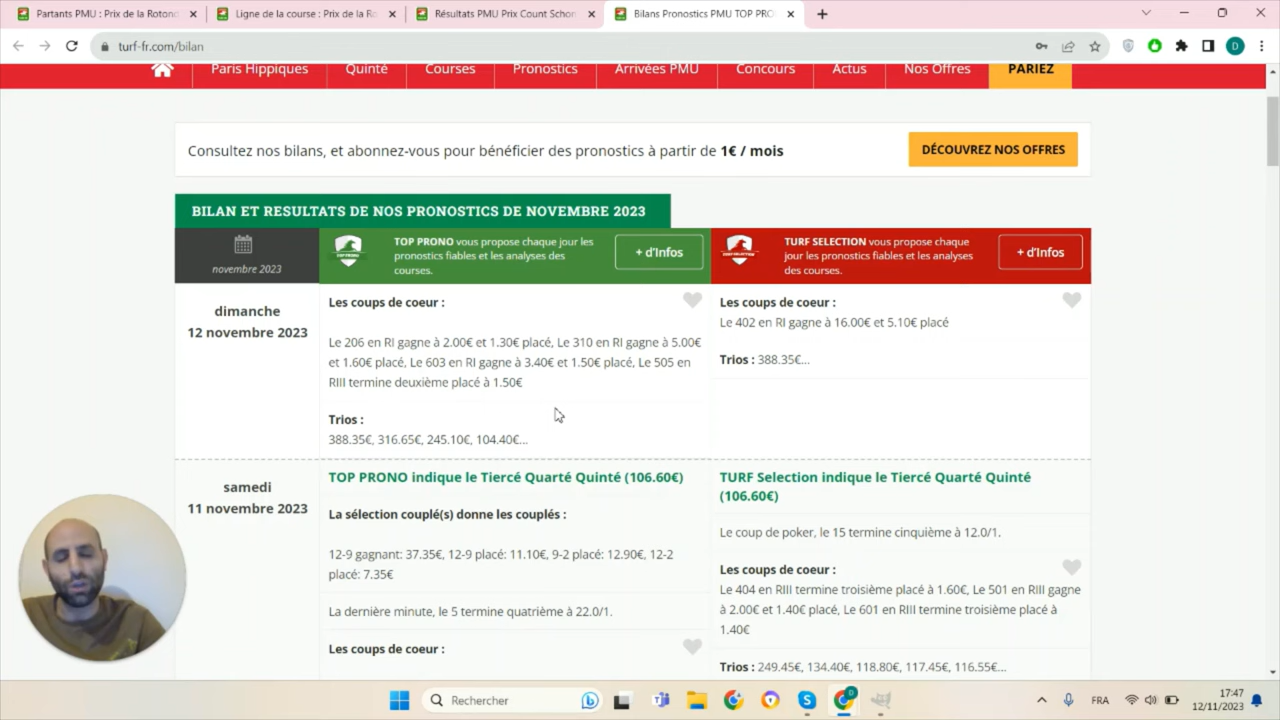 Partants PMU : Prix de la Rotond
Ligne de la course : Prix de la Ro
Résultats PMU Prix Count Schor
Bilans Pronostics PMU TOP PRO
turf-fr.com/bilan
D
Paris Hippiques
Quinté
Courses
Pronostics
Arrivées PMU
Concours
Actus
Nos Offres
PARIEZ
Consultez nos bilans, et abonnez-vous pour bénéficier des pronostics à partir de 1€ / mois
DÉCOUVREZ NOS OFFRES
BILAN ET RESULTATS DE NOS PRONOSTICS DE NOVEMBRE 2023
novembre 2023
TOP PRONO vous propose chaque jour les
pronostics fiables et les analyses des
courses.
+ d'Infos
TURF SELECTION vous propose chaque
jour les pronostics fiables et les analyses
des courses.
+ d'Infos
dimanche
12 novembre 2023
Les coups de coeur :
Le 206 en RI gagne à 2.00€ et 1.30€ placé, Le 310 en RI gagne à 5.00€
et 1.60€ placé, Le 603 en RI gagne à 3.40€ et 1.50€ placé, Le 505 en
RIII termine deuxième placé à 1.50€
Trios :
388.35€, 316.65€, 245.10€, 104.40€...
Les coups de coeur :
Le 402 en RI gagne à 16.00€ et 5.10€ placé
Trios : 388.35€...
samedi
11 novembre 2023
TOP PRONO indique le Tiercé Quarté Quinté (106.60€)
La sélection couplé(s) donne les couplés :
12-9 gagnant: 37.35€, 12-9 placé: 11.10€, 9-2 placé: 12.90€, 12-2
placé: 7.35€
La dernière minute, le 5 termine quatrième à 22.0/1.
Les coups de coeur :
TURF Selection indique le Tiercé Quarté Quinté
(106.60€)
Le coup de poker, le 15 termine cinquième à 12.0/1.
Les coups de coeur :
Le 404 en RIII termine troisième placé à 1.60€, Le 501 en RIII gagne
à 2.00€ et 1.40€ placé, Le 601 en RIII termine troisième placé à
1.40€
Trios : 249.45€, 134.40€, 118.80€, 117.45€, 116.55€...
Rechercher
FRA
17:47
12/11/2023